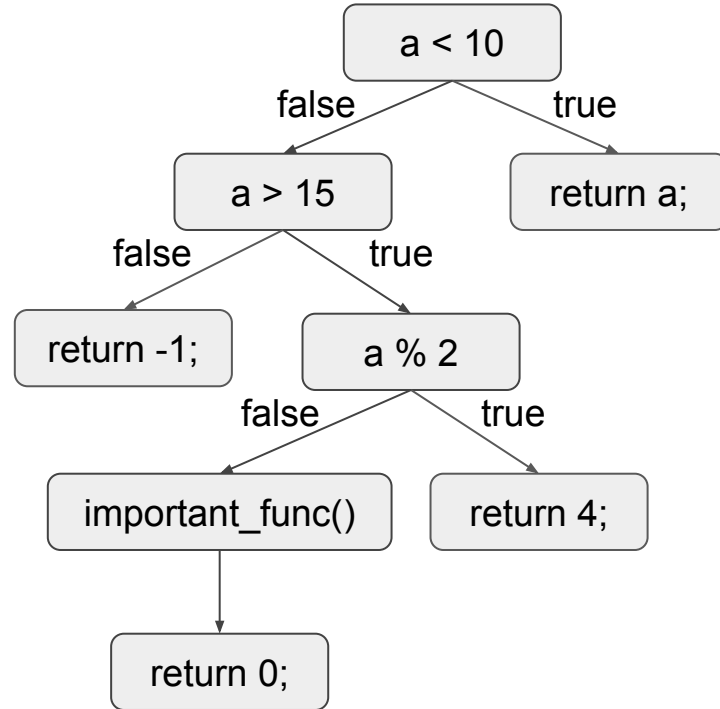 a < 10
false
true
a > 15
return a;
false
true
return -1;
a % 2
false
true
important_func()
return 4;
return 0;